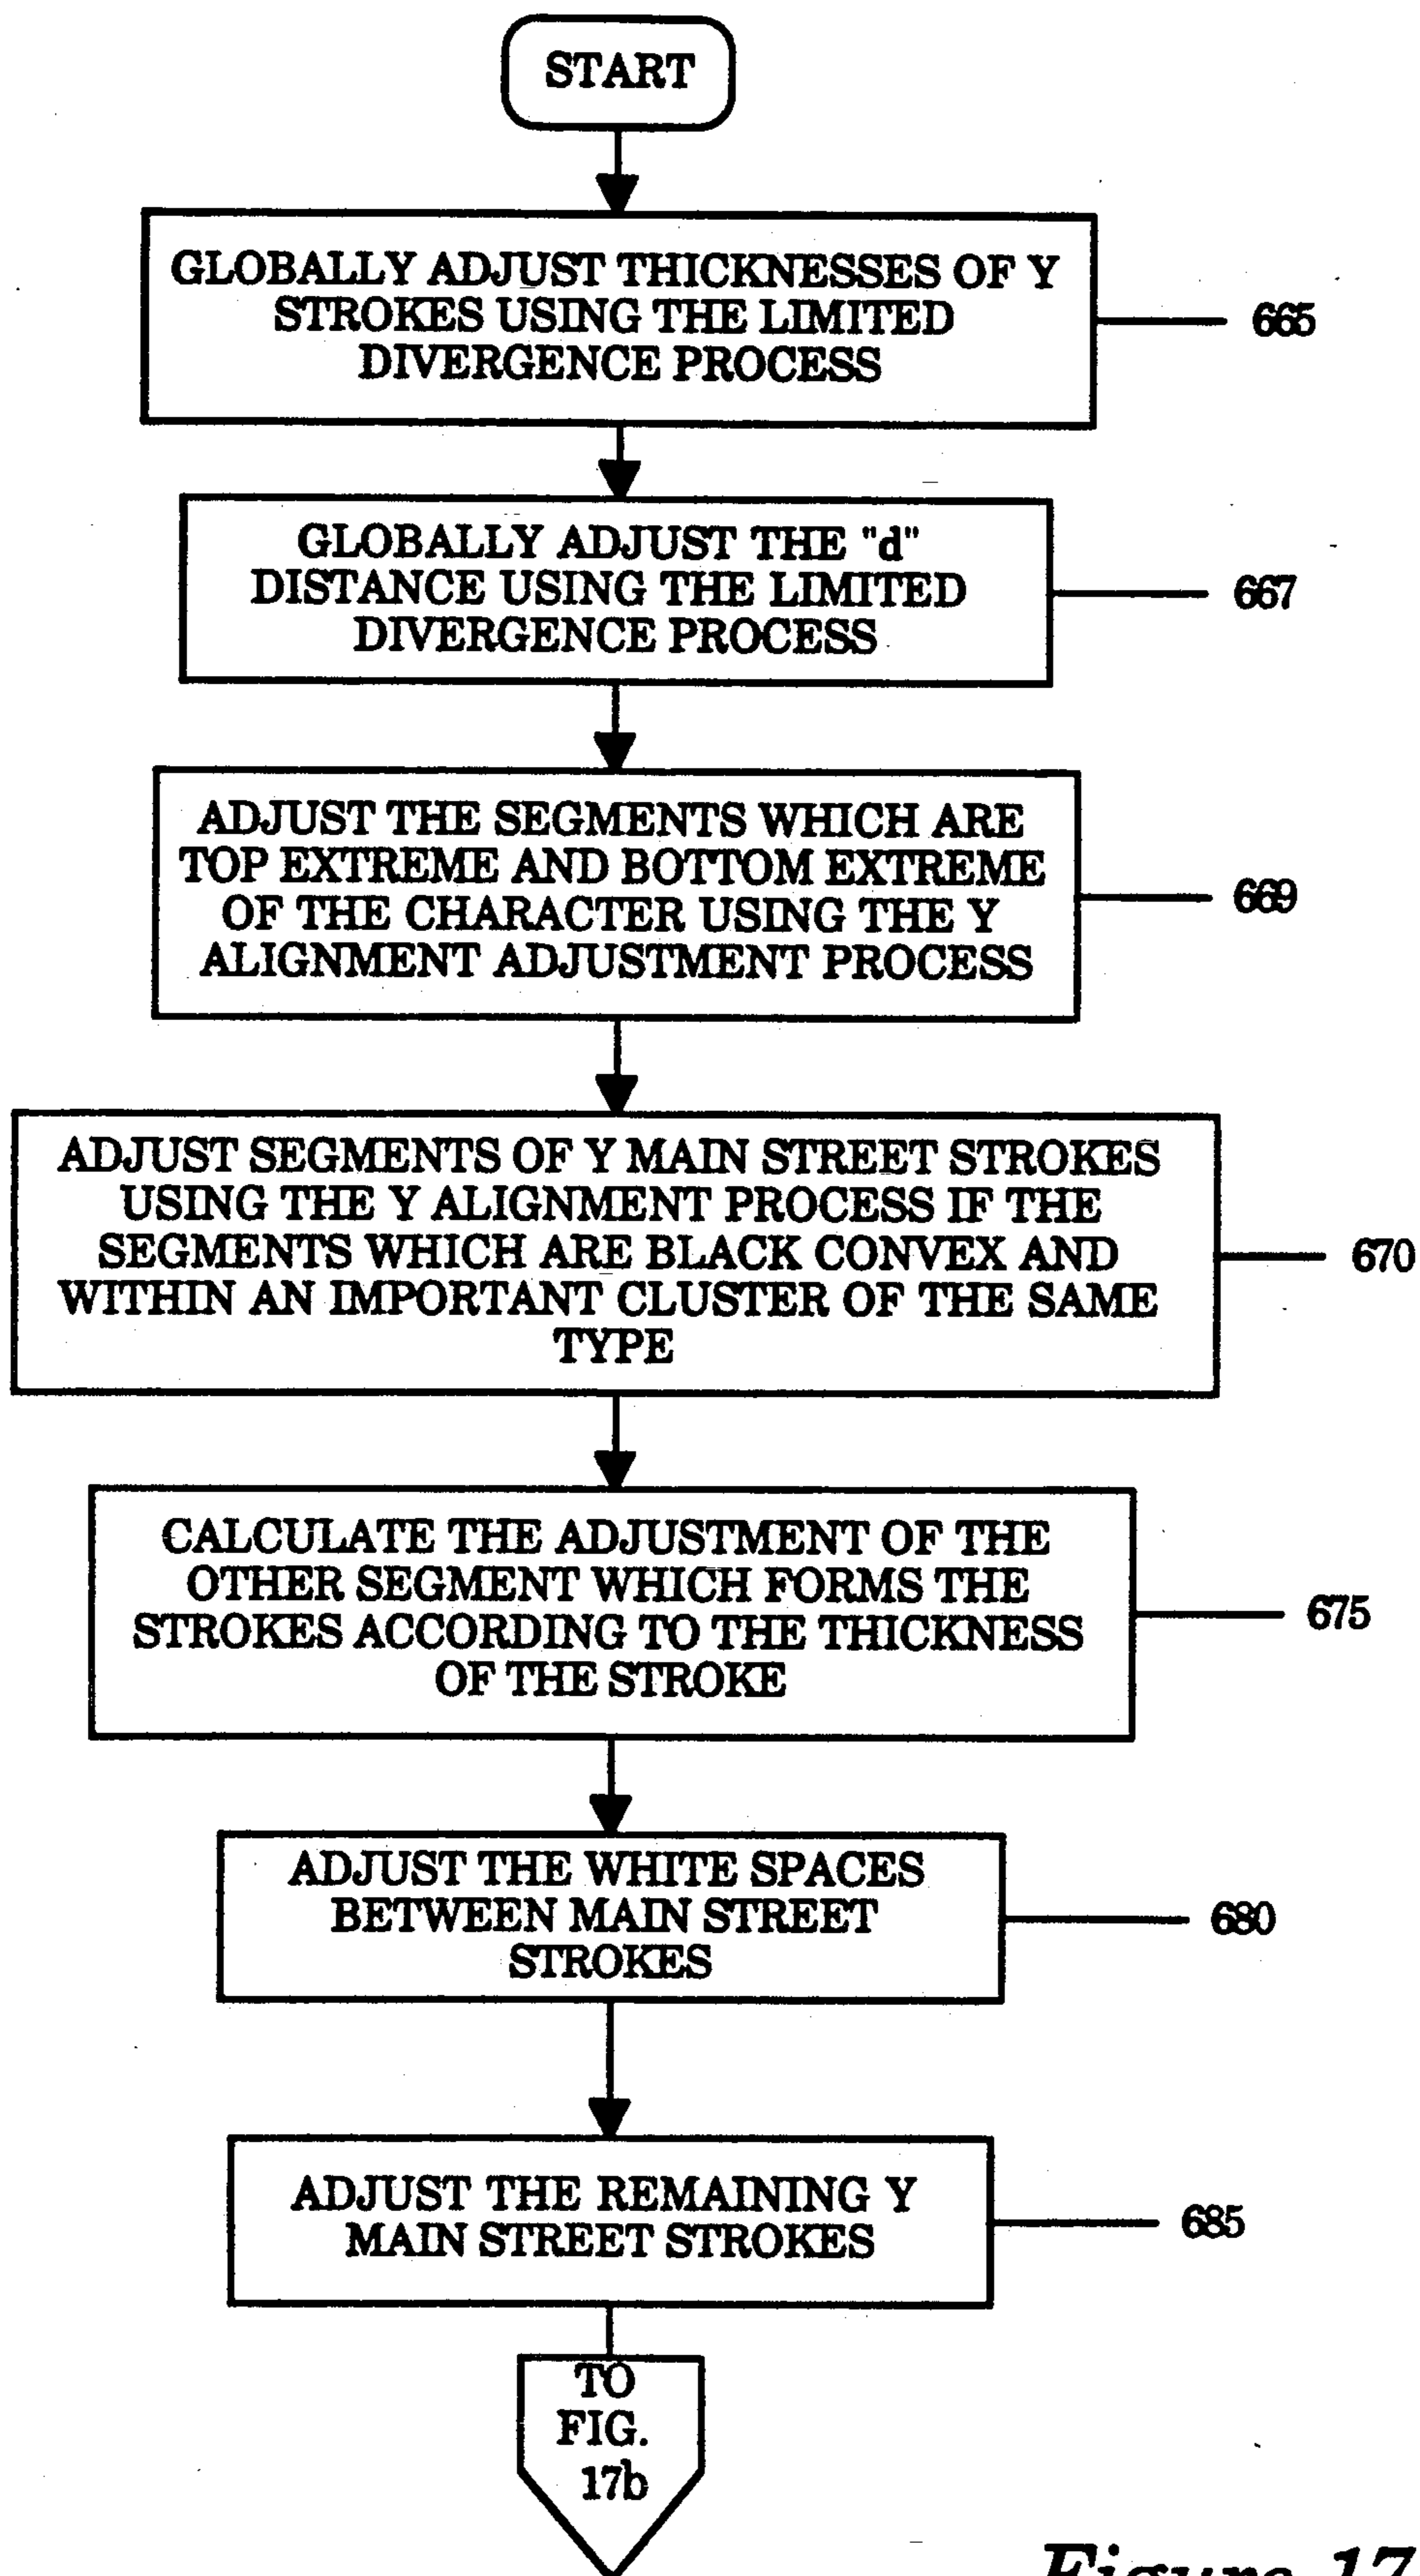 START
GLOBALLY ADJUST THICKNESSES OF Y
STROKES USING THE LIMITED
DIVERGENCE PROCESS
665
GLOBALLY ADJUST THE "d"
DISTANCE USING THE LIMITED
DIVERGENCE PROCESS
667
ADJUST THE SEGMENTS WHICH ARE
TOP EXTREME AND BOTTOM EXTREME
OF THE CHARACTER USING THE Y
ALIGNMENT ADJUSTMENT PROCESS
669
ADJUST SEGMENTS OF Y MAIN STREET STROKES
USING THE Y ALIGNMENT PROCESS IF THE
SEGMENTS WHICH ARE BLACK CONVEX AND
WITHIN AN IMPORTANT CLUSTER OF THE SAME
TYPE
670
CALCULATE THE ADJUSTMENT OF THE
OTHER SEGMENT WHICH FORMS THE
STROKES ACCORDING TO THE THICKNESS
OF THE STROKE
675
ADJUST THE WHITE SPACES
BETWEEN MAIN STREET
STROKES
680
ADJUST THE REMAINING Y
MAIN STREET STROKES
685
TO
FIG.
17b
Figure 17